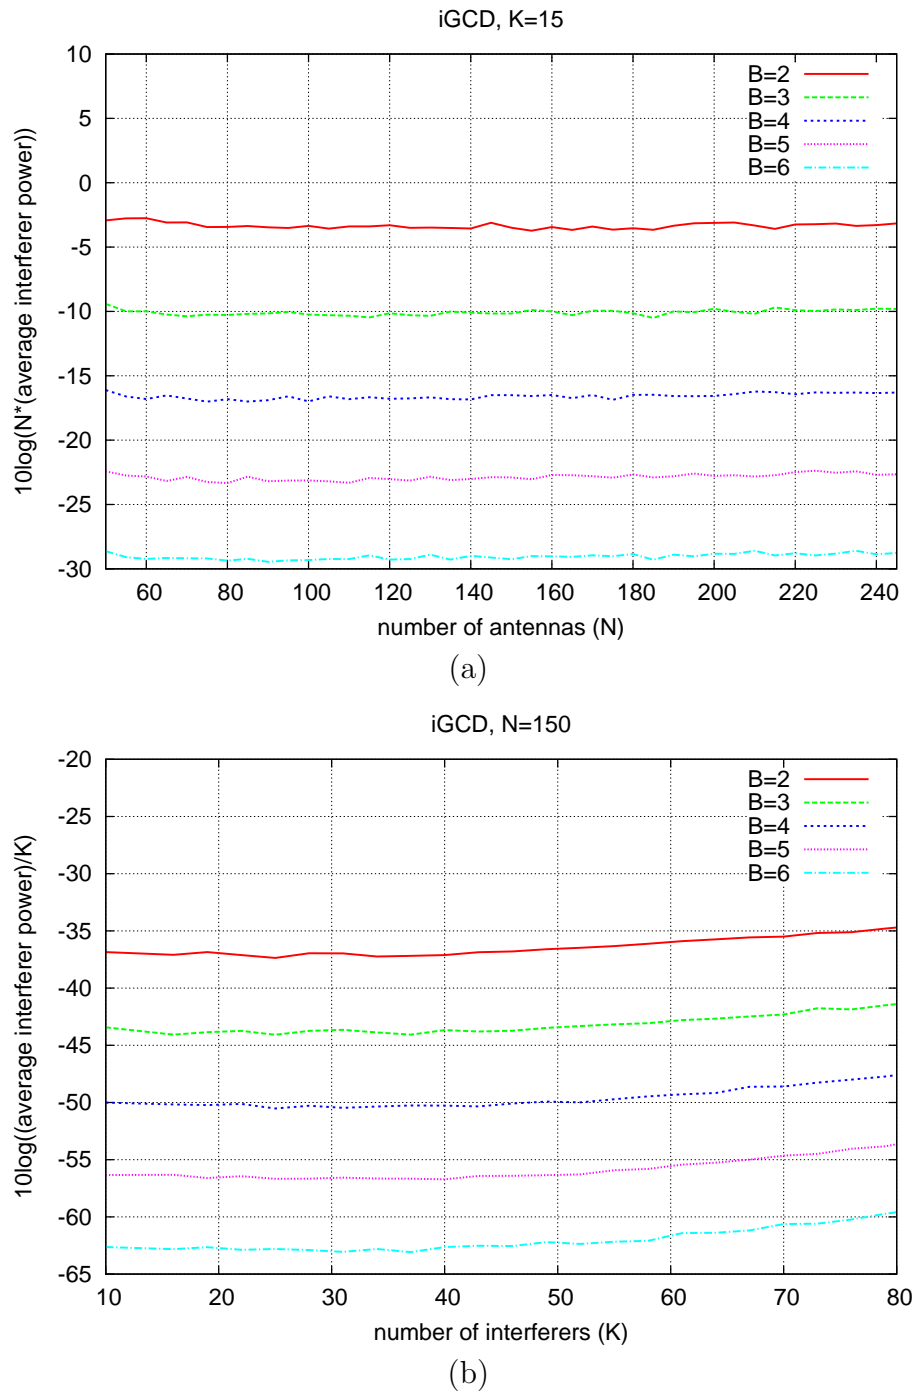 iGCD, K=15
10log(N*(average interferer power))
10
5
0
-5
-10
-15
-20
-25
-30
B=2
B=3
B=4
B=5
B=6
60 80 100 120 140 160 180 200 220 240
number of antennas (N)
(a)
iGCD, N=150
10log((average interferer power)/K)
-20
-25
-30
-35
-40
-45
-50
-55
-60
-65
B=2
B=3
B=4
B=5
B=6
10 20 30 40 50 60 70 80
number of interferers (K)
(b)